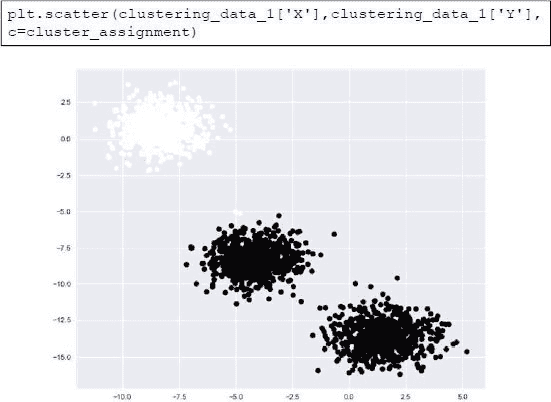 plt.scatter(clustering_data_1['X'],clustering_data_1['Y'],
c=cluster_assignment)
2.5
0.0
−2.5
−5.0
−7.5
−10.0
−12.5
−15.0
−10.0 −7.5 −5.0 −2.5 0.0 2.5 5.0